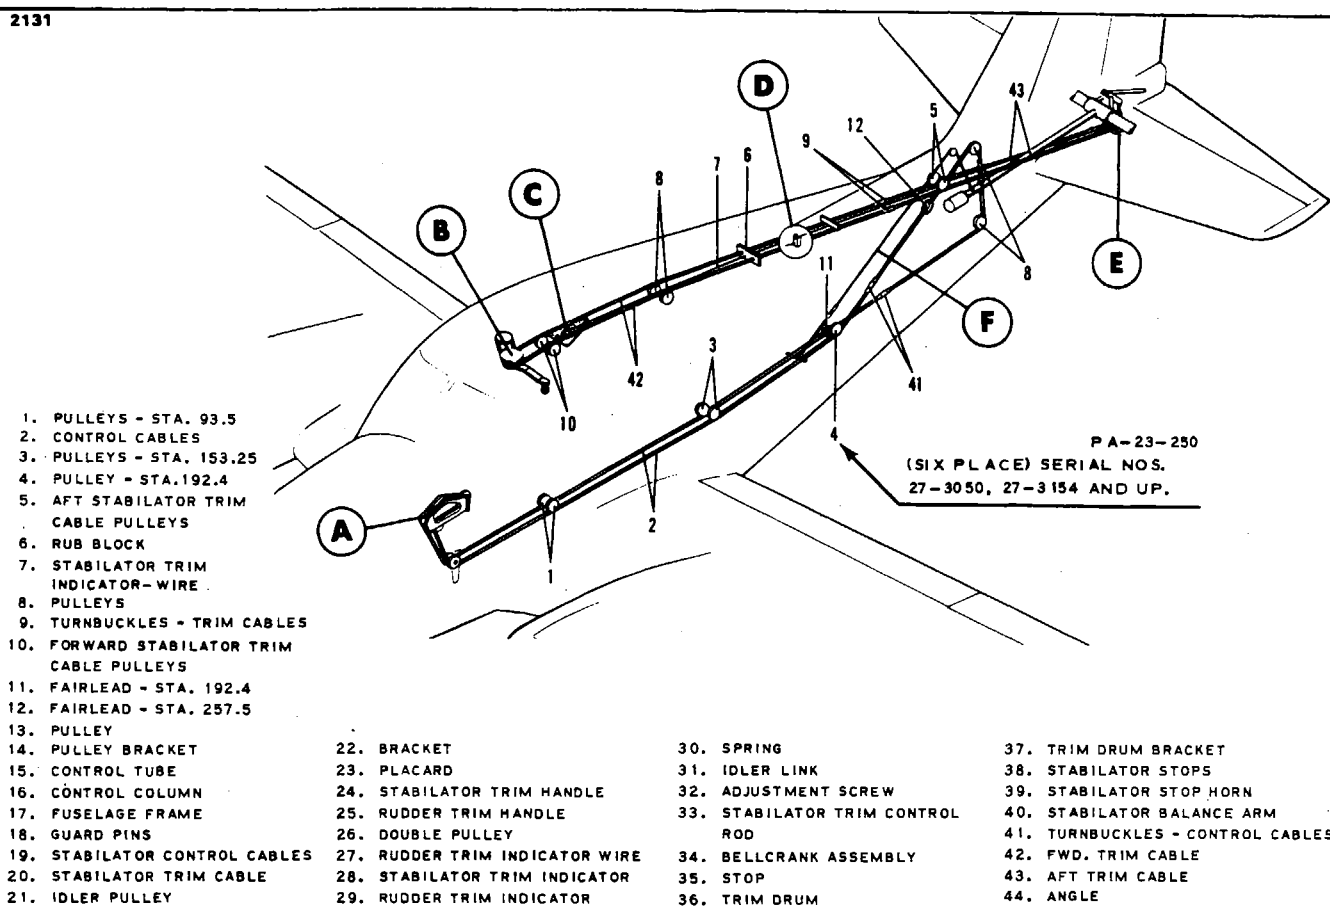 2131
D
43
5
12
9
6
7
8
C
B
E
11
8
F
3
42
41
10
4
PA-23-250
(SIX PLACE) SERIAL NOS.
27-3050, 27-3154 AND UP.
A
2
1
1. PULLEYS - STA. 93.5
2. CONTROL CABLES
3. PULLEYS - STA. 153.25
4. PULLEY - STA.192.4
5. AFT STABILATOR TRIM
CABLE PULLEYS
6. RUB BLOCK
7. STABILATOR TRIM
INDICATOR-WIRE
8. PULLEYS
9. TURNBUCKLES - TRIM CABLES
10. FORWARD STABILATOR TRIM
CABLE PULLEYS
11. FAIRLEAD - STA. 192.4
12. FAIRLEAD - STA. 257.5
13. PULLEY
14. PULLEY BRACKET
15. CONTROL TUBE
16. CONTROL COLUMN
17. FUSELAGE FRAME
18. GUARD PINS
19. STABILATOR CONTROL CABLES
20. STABILATOR TRIM CABLE
21. IDLER PULLEY
22. BRACKET
23. PLACARD
24. STABILATOR TRIM HANDLE
25. RUDDER TRIM HANDLE
26. DOUBLE PULLEY
27. RUDDER TRIM INDICATOR WIRE
28. STABILATOR TRIM INDICATOR
29. RUDDER TRIM INDICATOR
30. SPRING
31. IDLER LINK
32. ADJUSTMENT SCREW
33. STABILATOR TRIM CONTROL
ROD
34. BELLCRANK ASSEMBLY
35. STOP
36. TRIM DRUM
37. TRIM DRUM BRACKET
38. STABILATOR STOPS
39. STABILATOR STOP HORN
40. STABILATOR BALANCE ARM
41. TURNBUCKLES - CONTROL CABLES
42. FWD. TRIM CABLE
43. AFT TRIM CABLE
44. ANGLE